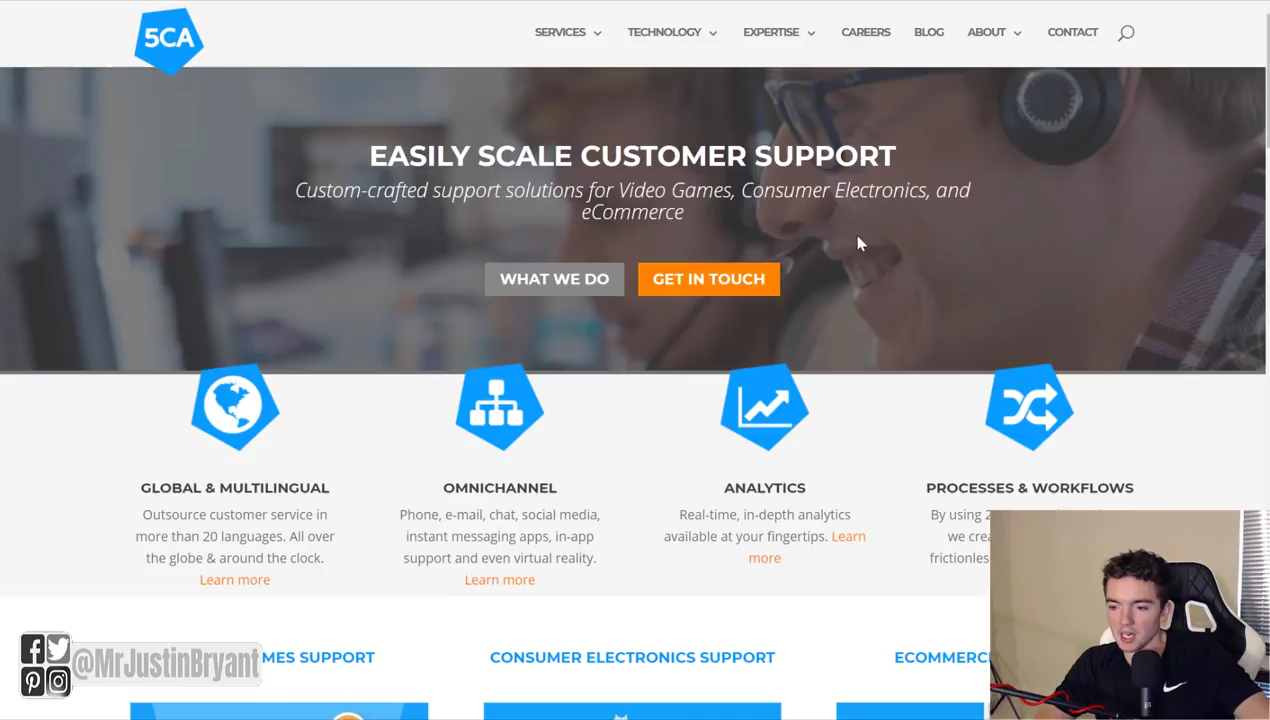 5CA
SERVICES
TECHNOLOGY
EXPERTISE
CAREERS
BLOG
ABOUT
CONTACT
EASILY SCALE CUSTOMER SUPPORT
Custom-crafted support solutions for Video Games, Consumer Electronics, and
eCommerce
WHAT WE DO
GET IN TOUCH
GLOBAL & MULTILINGUAL
Outsource customer service in
more than 20 languages. All over
the globe & around the clock.
Learn more
OMNICHANNEL
Phone, e-mail, chat, social media,
instant messaging apps, in-app
support and even virtual reality.
Learn more
ANALYTICS
Real-time, in-depth analytics
available at your fingertips. Learn
more
PROCESSES & WORKFLOWS
By using
we
@MrJustinBryant
SUPPORT
CONSUMER ELECTRONICS SUPPORT